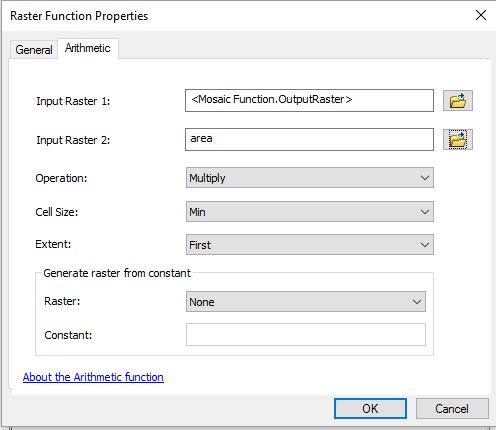 Raster Function Properties
General
Arithmetic
Input Raster 1: <Mosaic Function.OutputRaster>
Input Raster 2: area
Operation: Multiply
Cell Size: Min
Extent: First
Generate raster from constant
Raster: None
Constant:
About the Arithmetic function
OK Cancel